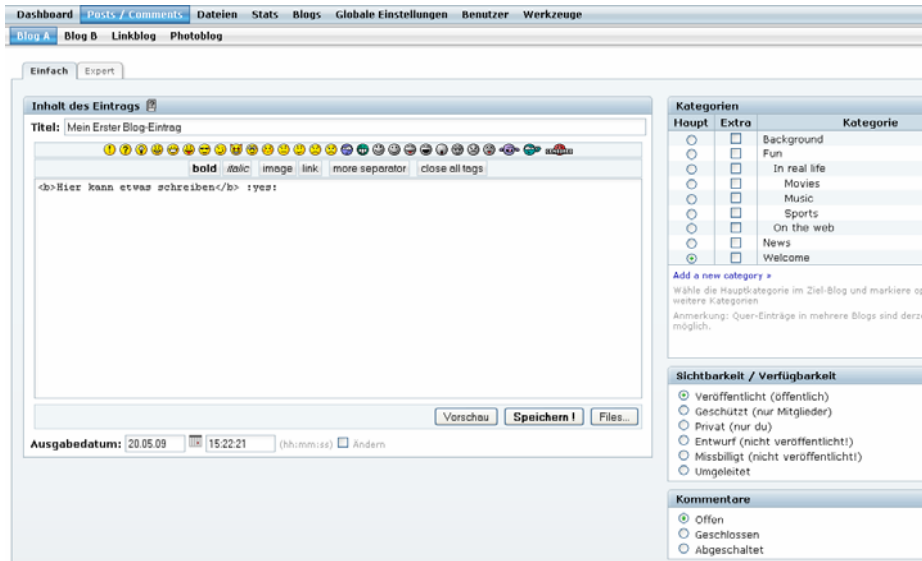 Dashboard Posts / Comments Dateien Stats Blogs Globale Einstellungen Benutzer Werkzeuge
Blog A Blog B Linkblog Photoblog
Einfach Expert
Inhalt des Eintrags
Titel: Mein Erster Blog-Eintrag
bold italic image link more separator close all tags
<b>Hier kann etwas schreiben</b> :yes:
Vorschau Speichern ! Files...
Ausgabedatum: 20.05.09 15:22:21 (hh:mm:ss) Ändern
Kategorien
Haupt Extra Kategorie
Background
Fun
In real life
Movies
Music
Sports
On the web
News
Welcome
Add a new category »
Wähle die Hauptkategorie im Ziel-Blog und markiere
weitere Kategorien
Anmerkung: Quer-Einträge in mehrere Blogs sind
möglich.
Sichtbarkeit / Verfügbarkeit
Veröffentlicht (öffentlich)
Geschützt (nur Mitglieder)
Privat (nur du)
Entwurf (nicht veröffentlicht!)
Missbilligt (nicht veröffentlicht!)
Umgeleitet
Kommentare
Offen
Geschlossen
Abgeschaltet